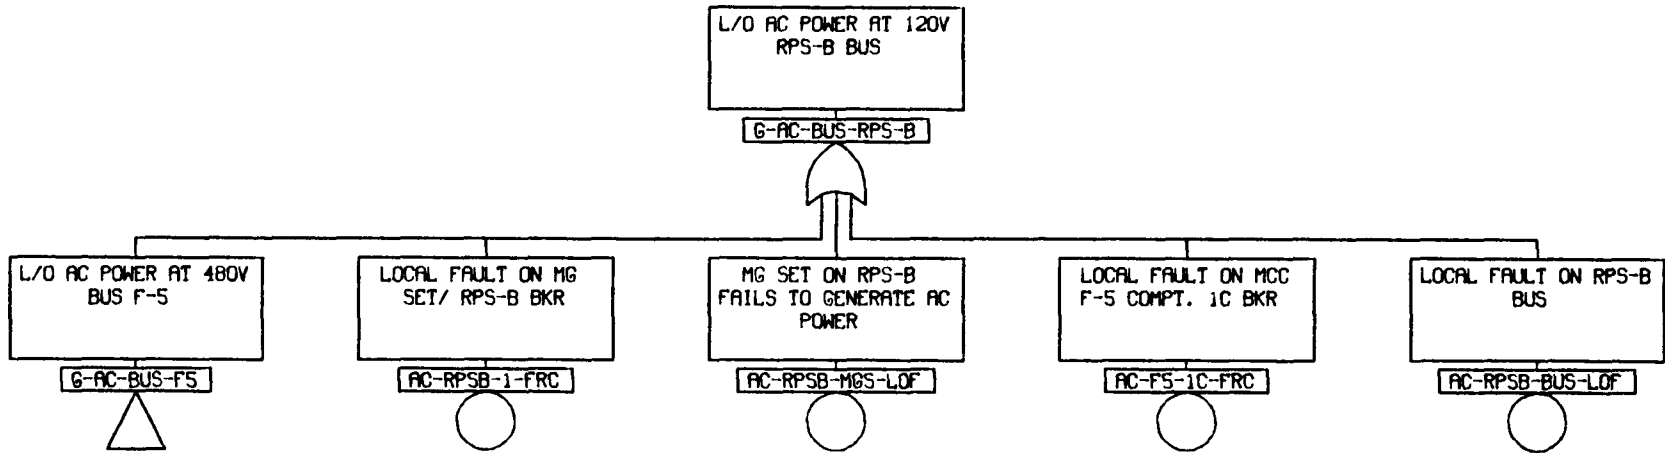 L/O AC POWER AT 120V
RPS-B BUS
G-AC-BUS-RPS-B
L/O AC POWER AT 480V
BUS F-5
G-AC-BUS-F5
LOCAL FAULT ON MG
SET/ RPS-B BKR
AC-RPSB-1-FRC
MG SET ON RPS-B
FAILS TO GENERATE AC
POWER
AC-RPSB-MGS-LOF
LOCAL FAULT ON MCC
F-5 COMPT. 1C BKR
AC-F5-1C-FRC
LOCAL FAULT ON RPS-B
BUS
AC-RPSB-BUS-LOF